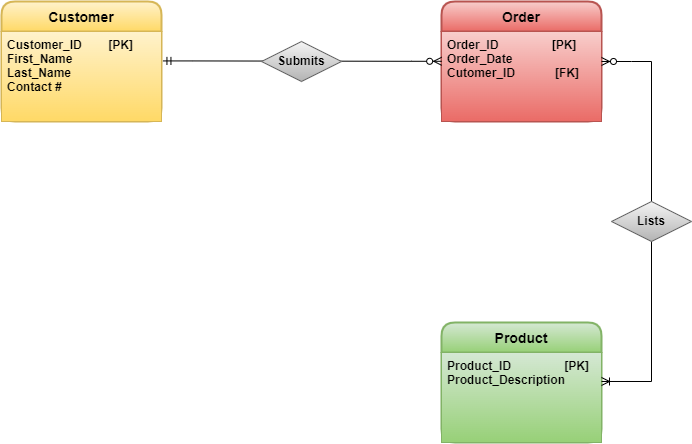 Customer
Customer_ID [PK]
First_Name
Last_Name
Contact #
Submits
Order
Order_ID [PK]
Order_Date
Cutomer_ID [FK]
Lists
Product
Product_ID [PK]
Product_Description